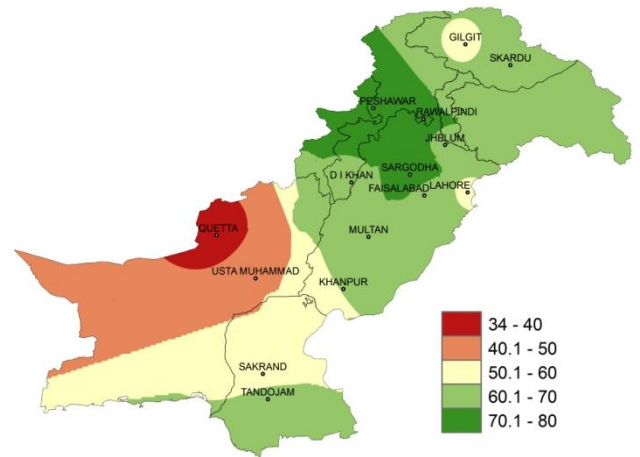 GILGIT
SKARDU
PESHAWAR
RAWALPINDI
JHELUM
SARGODHA
D I KHAN
FAISALABAD
LAHORE
QUETTA
MULTAN
USTA MUHAMMAD
KHANPUR
34 - 40
40.1 - 50
50.1 - 60
60.1 - 70
70.1 - 80
SAKRAND
TANDOJAM